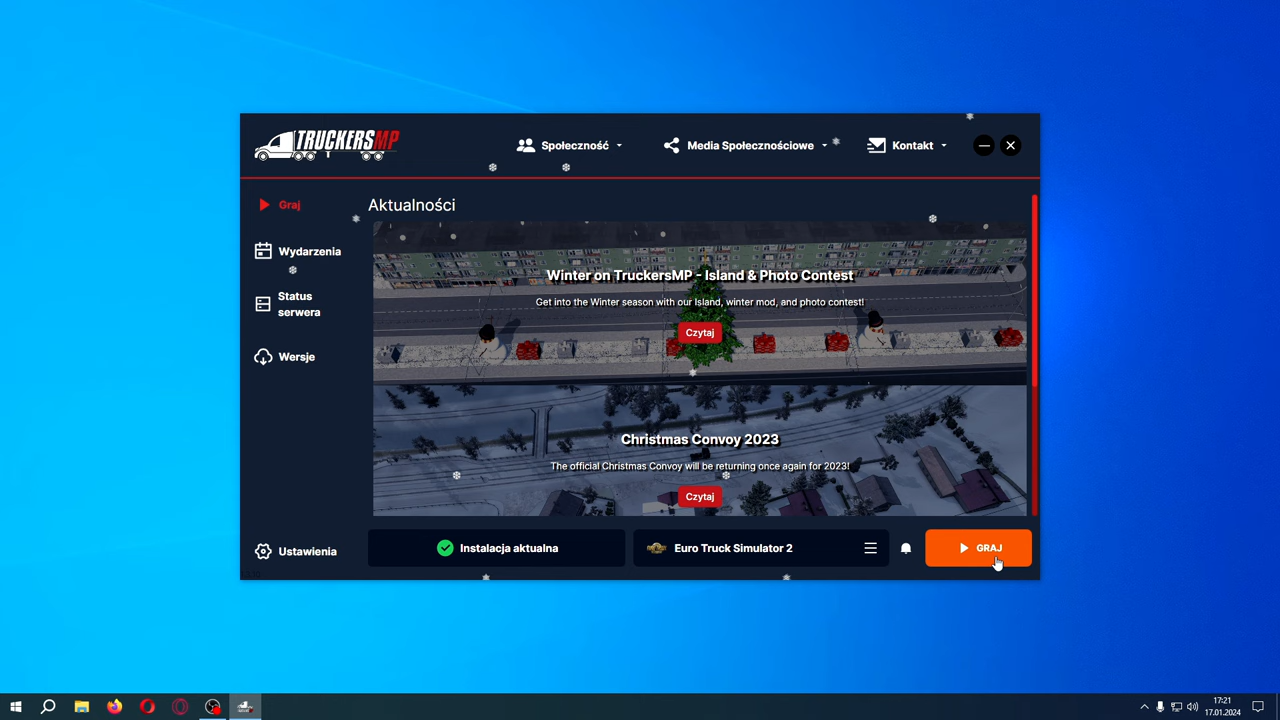 TRUCKERSMP
Społeczność
Media Społecznościowe
Kontakt
Graj
Wydarzenia
Status
serwera
Wersje
Ustawienia
Aktualności
Winter on TruckersMP - Island & Photo Contest
Get into the Winter season with our Island, winter mod, and photo contest!
Czytaj
Christmas Convoy 2023
The official Christmas Convoy will be returning once again for 2023!
Czytaj
Instalacja aktualna
Euro Truck Simulator 2
GRAJ
17:21
17.01.2024